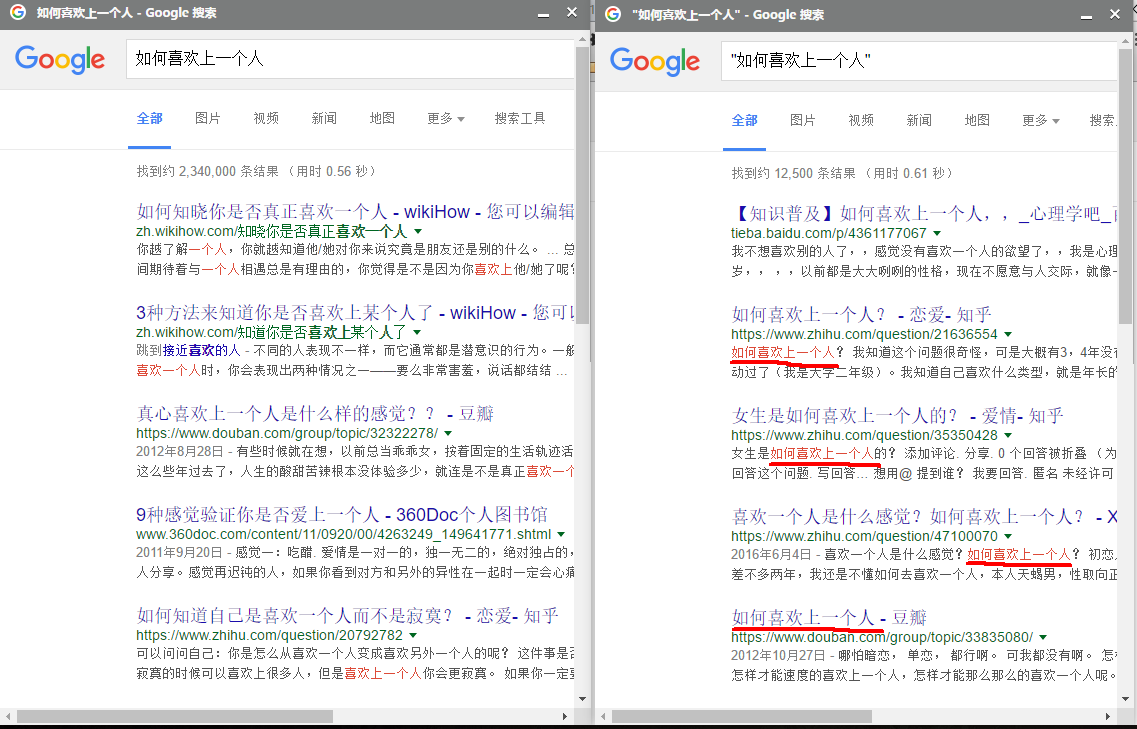 如何喜欢上一个人 - Google 搜索
Google
如何喜欢上一个人
全部 图片 视频 新闻 地图 更多 搜索工具
找到约 2,340,000 条结果 （用时 0.56 秒）
如何知晓你是否真正喜欢一个人 - wikiHow - 您可以编辑
zh.wikihow.com/知晓你是否真正喜欢一个人
你越了解一个人，你就越知道他/她对你来说究竟是朋友还是别的什么。 ... 总
间期待着与一个人相遇总是有理由的，你觉得是不是因为你喜欢上他/她了呢?
3种方法来知道你是否喜欢上某个人了 - wikiHow - 您可
zh.wikihow.com/知道你是否喜欢上某个人了
跳到接近喜欢的人 - 不同的人表现不一样，而它通常都是潜意识的行为。一般
喜欢一个人时，你会表现出两种情况之一——要么非常害羞，说话都结结 ...
真心喜欢上一个人是什么样的感觉？？ - 豆瓣
https://www.douban.com/group/topic/32322278/
2012年8月28日 - 有些时候就在想，以前总当乖乖女，按着固定的生活轨迹活
这么些年过去了，人生的酸甜苦辣根本没体验多少，就连是不是真正喜欢一个
9种感觉验证你是否爱上一个人 - 360Doc个人图书馆
www.360doc.com/content/11/0920/00/4263249_149641771.shtml
2011年9月20日 - 感觉一：吃醋. 爱情是一对一的，独一无二的，绝对独占的，
人分享。感觉再迟钝的人，如果你看到对方和另外的异性在一起时一定会心痛
如何知道自己是喜欢一个人而不是寂寞？ - 恋爱- 知乎
https://www.zhihu.com/question/20792782
可以问问自己：你是怎么从喜欢一个人变成喜欢另外一个人的呢？ 这件事是否
寂寞的时候可以喜欢上很多人，但是喜欢上一个人你会更寂寞。 如果你一定要
"如何喜欢上一个人" - Google 搜索
Google
"如何喜欢上一个人"
全部 图片 视频 新闻 地图 更多 搜索
找到约 12,500 条结果 （用时 0.61 秒）
【知识普及】如何喜欢上一个人，，_心理学吧_
tieba.baidu.com/p/4361177067
我不想喜欢别的人了，，感觉没有喜欢一个人的欲望了，，我是心理
岁，，，，以前都是大大咧咧的性格，现在不愿意与人交际，就像一
如何喜欢上一个人？ - 恋爱- 知乎
https://www.zhihu.com/question/21636554
如何喜欢上一个人？ 我知道这个问题很奇怪，可是大概有3，4年没有
动过了（我是大学二年级）。我知道自己喜欢什么类型，就是年长的
女生是如何喜欢上一个人的？ - 爱情- 知乎
https://www.zhihu.com/question/35350428
女生是如何喜欢上一个人的？ 添加评论. 分享. 0 个回答被折叠 （为
回答这个问题. 写回答… 想用@ 提到谁？ 我要回答. 匿名 未经许可
喜欢一个人是什么感觉？如何喜欢上一个人？ - X
https://www.zhihu.com/question/47100070
2016年6月4日 - 喜欢一个人是什么感觉？如何喜欢上一个人？ 初恋.
差不多两年，我还是不懂如何去喜欢一个人，本人天蝎男，性取向正
如何喜欢上一个人 - 豆瓣
https://www.douban.com/group/topic/33835080/
2012年10月27日 - 哪怕暗恋， 单恋， 都行啊。 可我都没有啊。 怎
怎样才能速度的喜欢上一个人，怎样才能那么那么的喜欢一个人呢。